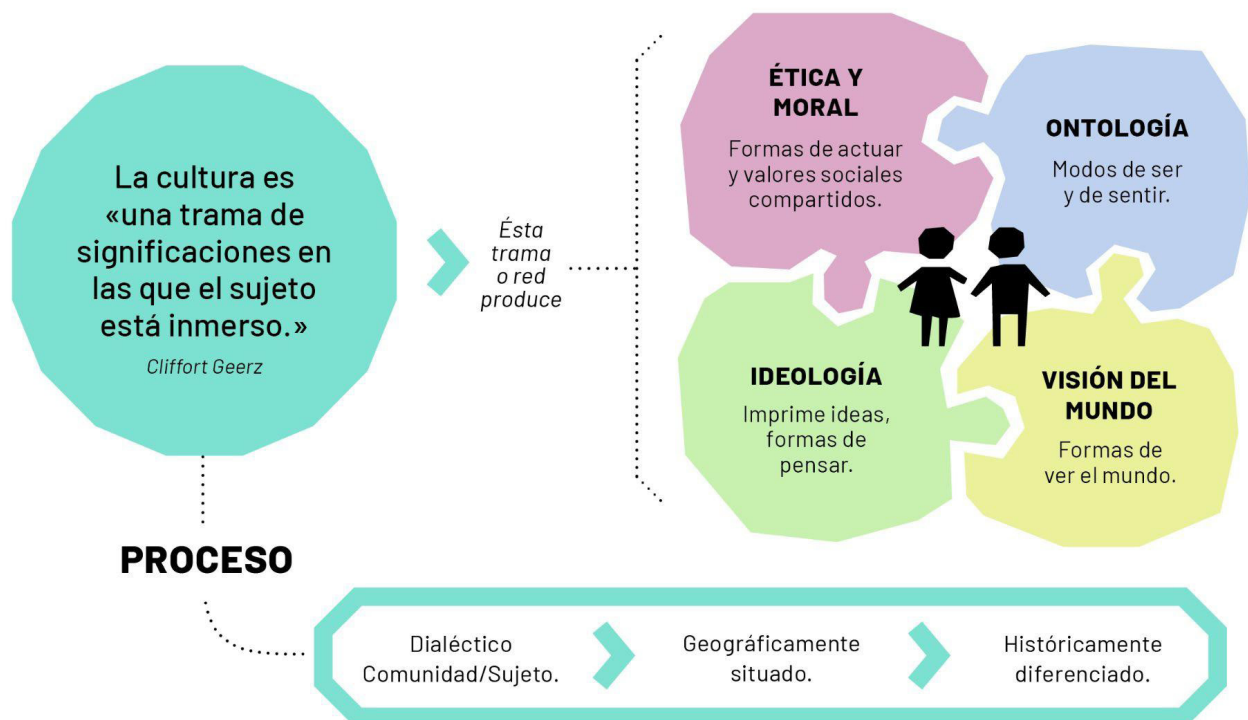 La cultura es
«una trama de
significaciones en
las que el sujeto
está inmerso.»
Cliffort Geerz
Ésta
trama
o red
produce
ÉTICA Y
MORAL
Formas de actuar
y valores sociales
compartidos.
ONTOLOGÍA
Modos de ser
y de sentir.
IDEOLOGÍA
Imprime ideas,
formas de
pensar.
VISIÓN DEL
MUNDO
Formas de
ver el mundo.
PROCESO
Dialéctico
Comunidad/Sujeto.
Geográficamente
situado.
Históricamente
diferenciado.